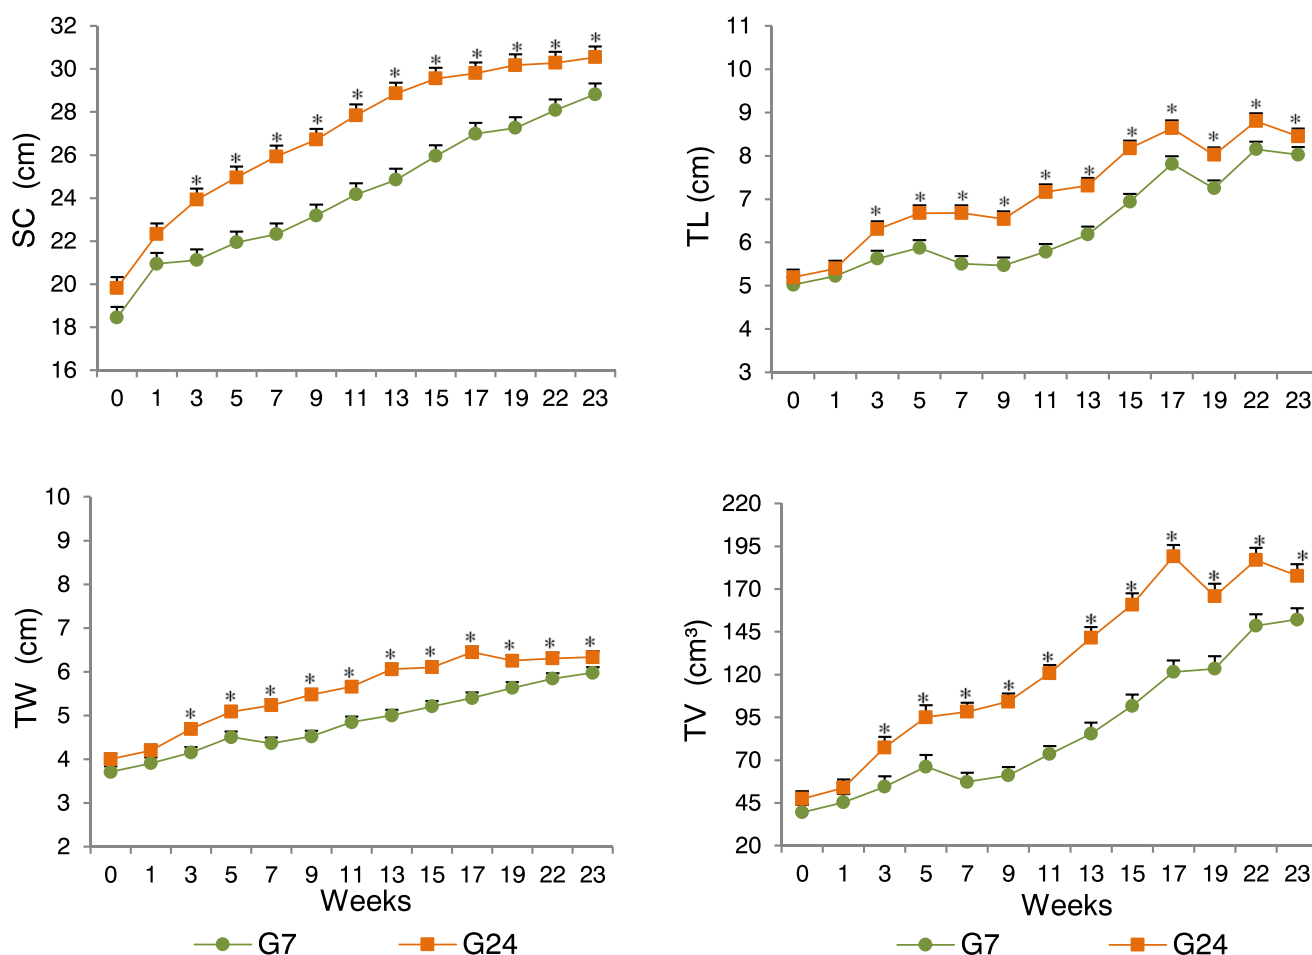 SC (cm)
32
30
28
26
24
22
20
18
16
* * * * * * * * * * *
0 1 3 5 7 9 11 13 15 17 19 22 23
TL (cm)
11
10
9
8
7
6
5
4
3
* * * * * * * * * * *
0 1 3 5 7 9 11 13 15 17 19 22 23
TW (cm)
10
9
8
7
6
5
4
3
2
* * * * * * * * * * *
0 1 3 5 7 9 11 13 15 17 19 22 23
Weeks
G7 G24
TV (cm³)
220
195
170
145
120
95
70
45
20
* * * * * * * * * * *
0 1 3 5 7 9 11 13 15 17 19 22 23
Weeks
G7 G24